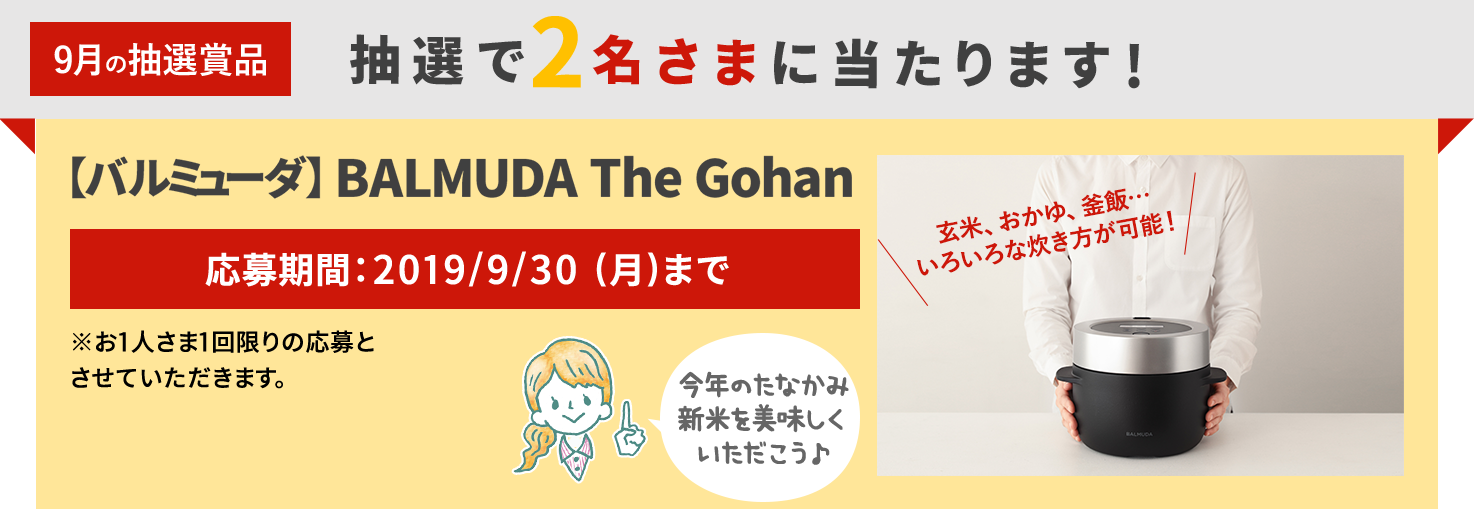 9月の抽選賞品
抽選で2名さまに当たります！
【バルミューダ】BALMUDA The Gohan
応募期間：2019/9/30 (月)まで
※お1人さま1回限りの応募と
させていただきます。
今年のたなかみ
新米を美味しく
いただこう♪
玄米、おかゆ、釜飯…
いろいろな炊き方が可能！
BALMUDA